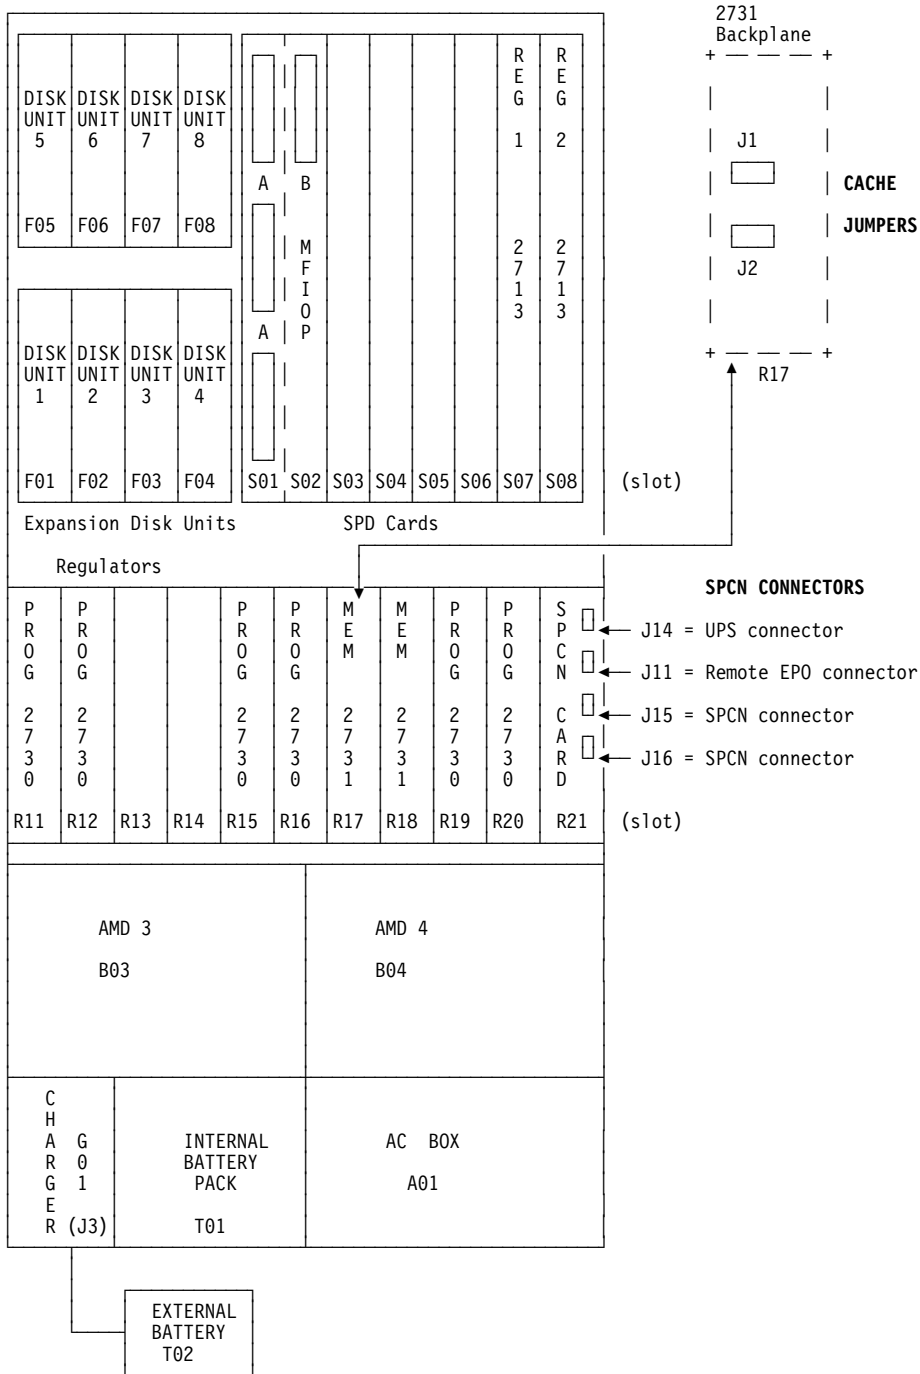 2731
Backplane
J1
CACHE
JUMPERS
J2
R17
DISK UNIT 5 F05
DISK UNIT 6 F06
DISK UNIT 7 F07
DISK UNIT 8 F08
DISK UNIT 1 F01
DISK UNIT 2 F02
DISK UNIT 3 F03
DISK UNIT 4 F04
A
B
A
MFIOP
REG 1 2713
REG 2 2713
S01 S02 S03 S04 S05 S06 S07 S08 (slot)
Expansion Disk Units SPD Cards
Regulators
SPCN CONNECTORS
PROG 2730 R11
PROG 2730 R12
R13
R14
PROG 2730 R15
PROG 2730 R16
MEM 2731 R17
MEM 2731 R18
PROG 2730 R19
PROG 2730 R20
SPCN CARD R21
(slot)
J14 = UPS connector
J11 = Remote EPO connector
J15 = SPCN connector
J16 = SPCN connector
AMD 3
B03
AMD 4
B04
CHARGER
G01
(J3)
INTERNAL
BATTERY
PACK
T01
AC BOX
A01
EXTERNAL
BATTERY
T02